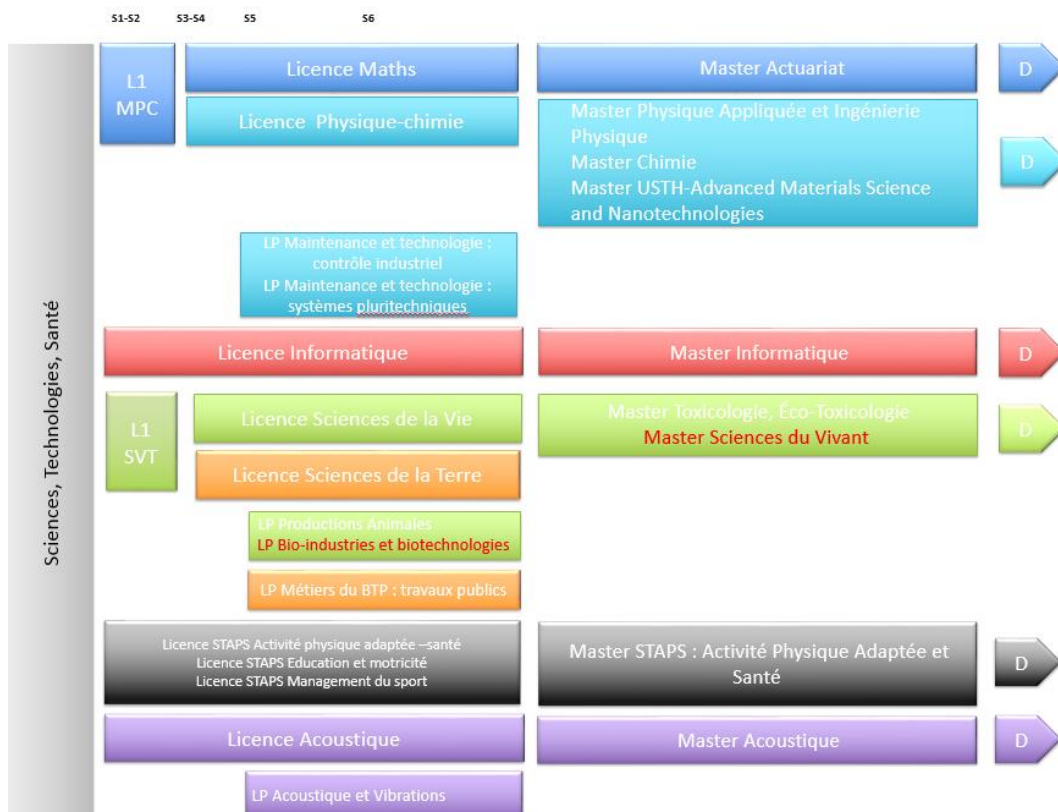 S1-S2 S3-S4 S5 S6
Sciences, Technologies, Santé
L1
MPC
Licence Maths
Master Actuariat
D
Licence Physique-chimie
Master Physique Appliquée et Ingénierie
Physique
Master Chimie
Master USTH-Advanced Materials Science
and Nanotechnologies
D
LP Maintenance et technologie :
contrôle industriel
LP Maintenance et technologie :
systèmes pluritechniques
Licence Informatique
Master Informatique
D
L1
SVT
Licence Sciences de la Vie
Master Toxicologie, Éco-Toxicologie
Master Sciences du Vivant
D
Licence Sciences de la Terre
LP Productions Animales
LP Bio-industries et biotechnologies
LP Métiers du BTP : travaux publics
Licence STAPS Activité physique adaptée –santé
Licence STAPS Education et motricité
Licence STAPS Management du sport
Master STAPS : Activité Physique Adaptée et
Santé
D
Licence Acoustique
Master Acoustique
D
LP Acoustique et Vibrations